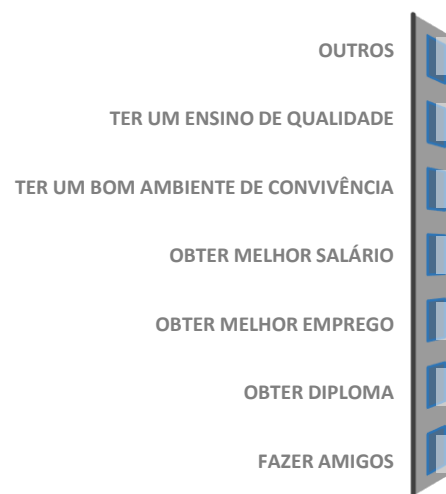 OUTROS
TER UM ENSINO DE QUALIDADE
TER UM BOM AMBIENTE DE CONVIVÊNCIA
OBTER MELHOR SALÁRIO
OBTER MELHOR EMPREGO
OBTER DIPLOMA
FAZER AMIGOS